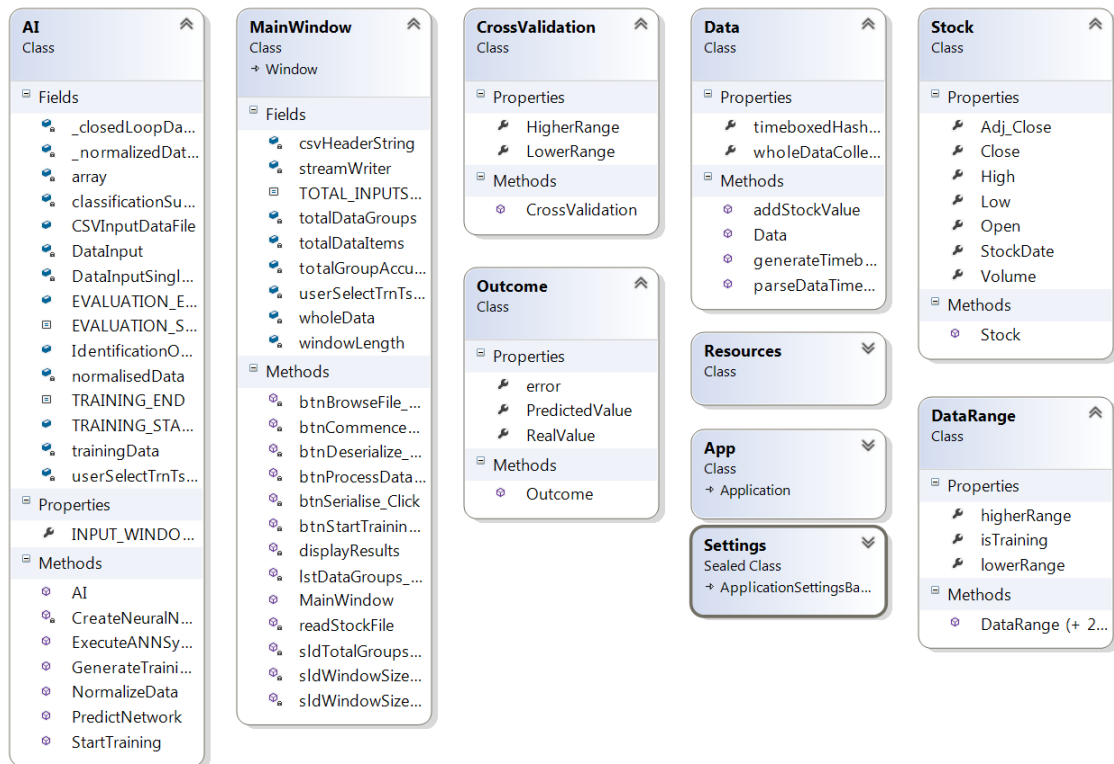 AI
Class
Fields
_closedLoopDa...
_normalizedDat...
array
classificationSu...
CSVInputDataFile
DataInput
DataInputSingl...
EVALUATION_E...
EVALUATION_S...
IdentificationO...
normalisedData
TRAINING_END
TRAINING_STA...
trainingData
userSelectTrnTs...
Properties
INPUT_WINDO...
Methods
AI
CreateNeuralN...
ExecuteANNSy...
GenerateTraini...
NormalizeData
PredictNetwork
StartTraining
MainWindow
Class
Window
Fields
csvHeaderString
streamWriter
TOTAL_INPUTS...
totalDataGroups
totalDataItems
totalGroupAccu...
userSelectTrnTs...
wholeData
windowLength
Methods
btnBrowseFile_...
btnCommence...
btnDeserialize_...
btnProcessData...
btnSerialise_Click
btnStartTrainin...
displayResults
lstDataGroups_...
MainWindow
readStockFile
sldTotalGroups...
sldWindowSize...
sldWindowSize...
CrossValidation
Class
Properties
HigherRange
LowerRange
Methods
CrossValidation
Outcome
Class
Properties
error
PredictedValue
RealValue
Methods
Outcome
Data
Class
Properties
timeboxedHash...
wholeDataColle...
Methods
addStockValue
Data
generateTimeb...
parseDataTime...
Resources
Class
App
Class
Application
Settings
Sealed Class
ApplicationSettingsBa...
Stock
Class
Properties
Adj_Close
Close
High
Low
Open
StockDate
Volume
Methods
Stock
DataRange
Class
Properties
higherRange
isTraining
lowerRange
Methods
DataRange (+ 2...